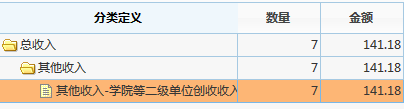 分类定义 数量 金额
总收入 7 141.18
其他收入 7 141.18
其他收入-学院等二级单位创收收入 7 141.18